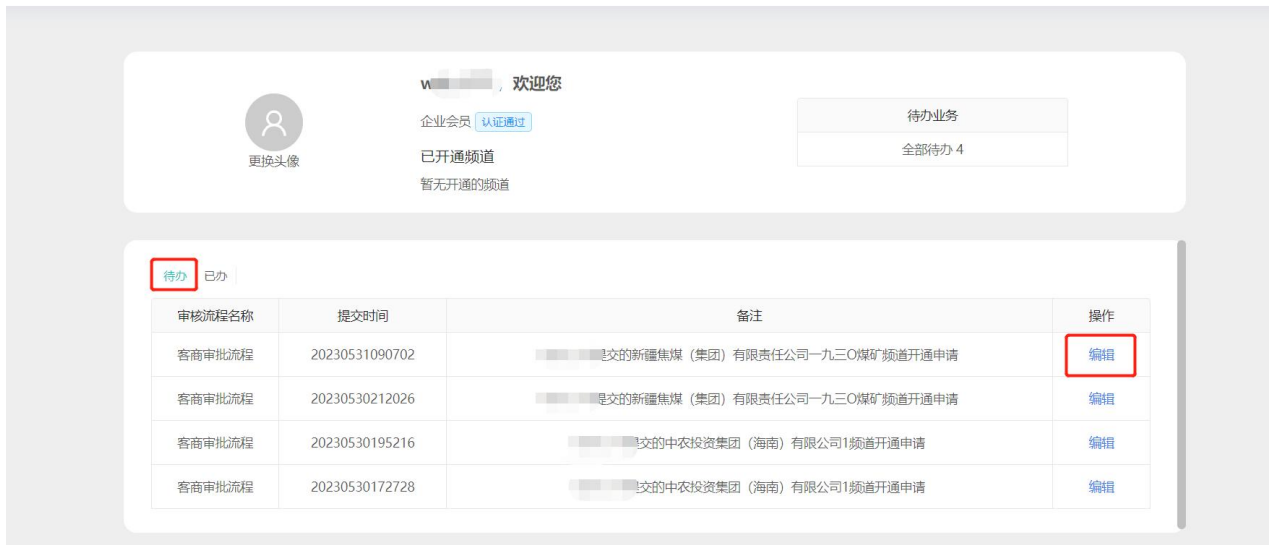 w ，欢迎您
企业会员 认证通过
更换头像
已开通频道
暂无开通的频道
待办业务
全部待办 4
待办 已办
审核流程名称 提交时间 备注 操作
客商审批流程 20230531090702 提交的新疆焦煤（集团）有限责任公司一九三O煤矿频道开通申请 编辑
客商审批流程 20230530212026 提交的新疆焦煤（集团）有限责任公司一九三O煤矿频道开通申请 编辑
客商审批流程 20230530195216 提交的中农投资集团（海南）有限公司1频道开通申请 编辑
客商审批流程 20230530172728 提交的中农投资集团（海南）有限公司1频道开通申请 编辑